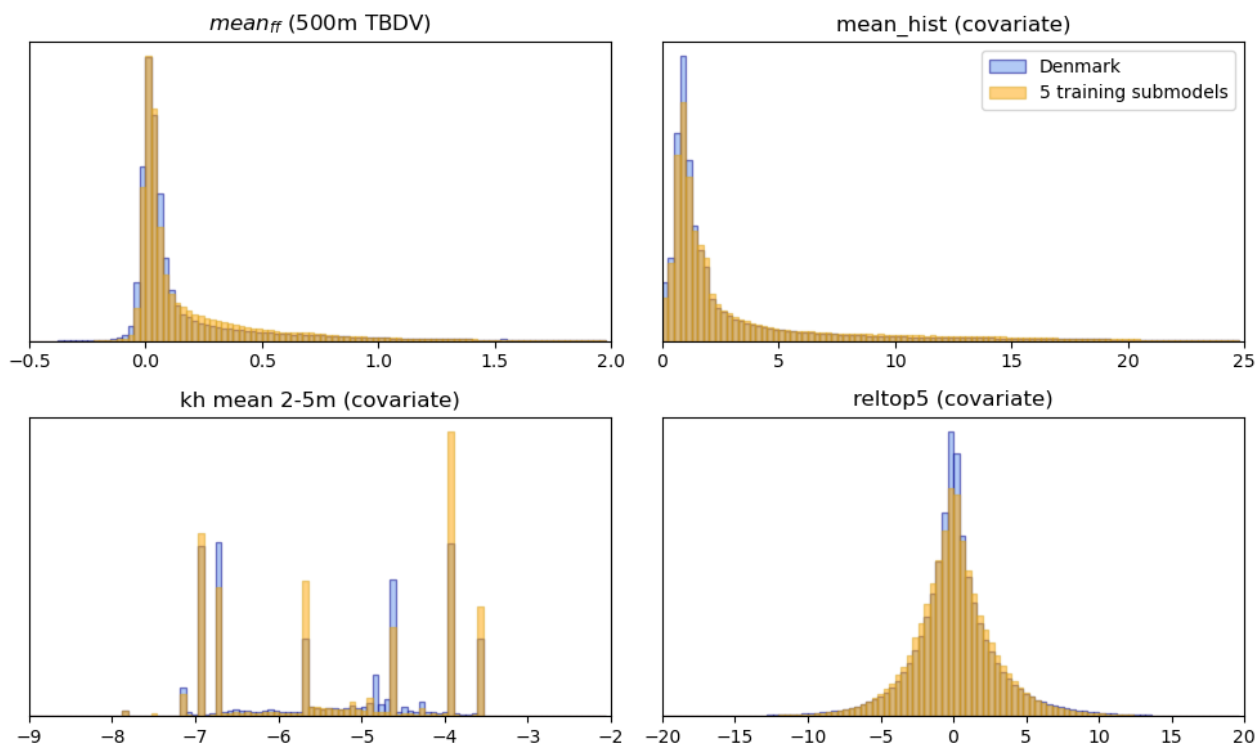 mean_ff (500m TBDV)
mean_hist (covariate)
Denmark
5 training submodels
−0.5 0.0 0.5 1.0 1.5 2.0
0 5 10 15 20 25
kh mean 2-5m (covariate)
reltop5 (covariate)
−9 −8 −7 −6 −5 −4 −3 −2
−20 −15 −10 −5 0 5 10 15 20